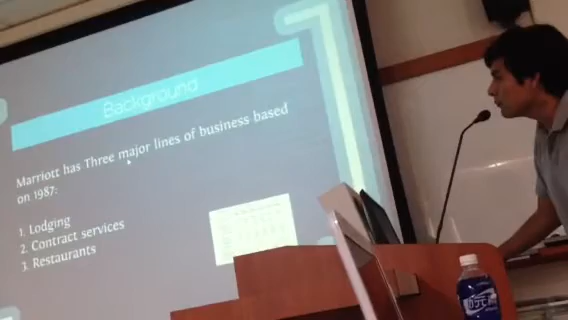 Background
Marriott has Three major lines of business based
on 1987:
1. Lodging
2. Contract services
3. Restaurants